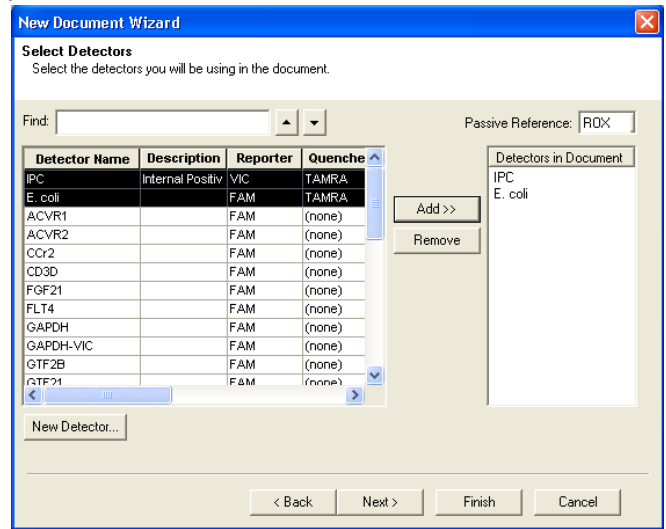 New Document Wizard
Select Detectors
Select the detectors you will be using in the document.
Find:
Passive Reference: ROX
Detector Name Description Reporter Quenche
IPC Internal Positiv VIC TAMRA
E. coli FAM TAMRA
ACVR1 FAM (none)
ACVR2 FAM (none)
CCr2 FAM (none)
CD3D FAM (none)
FGF21 FAM (none)
FLT4 FAM (none)
GAPDH FAM (none)
GAPDH-VIC FAM (none)
GTF2B FAM (none)
GTF21 FAM (none)
Add >>
Remove
Detectors in Document
IPC
E. coli
New Detector...
< Back Next > Finish Cancel